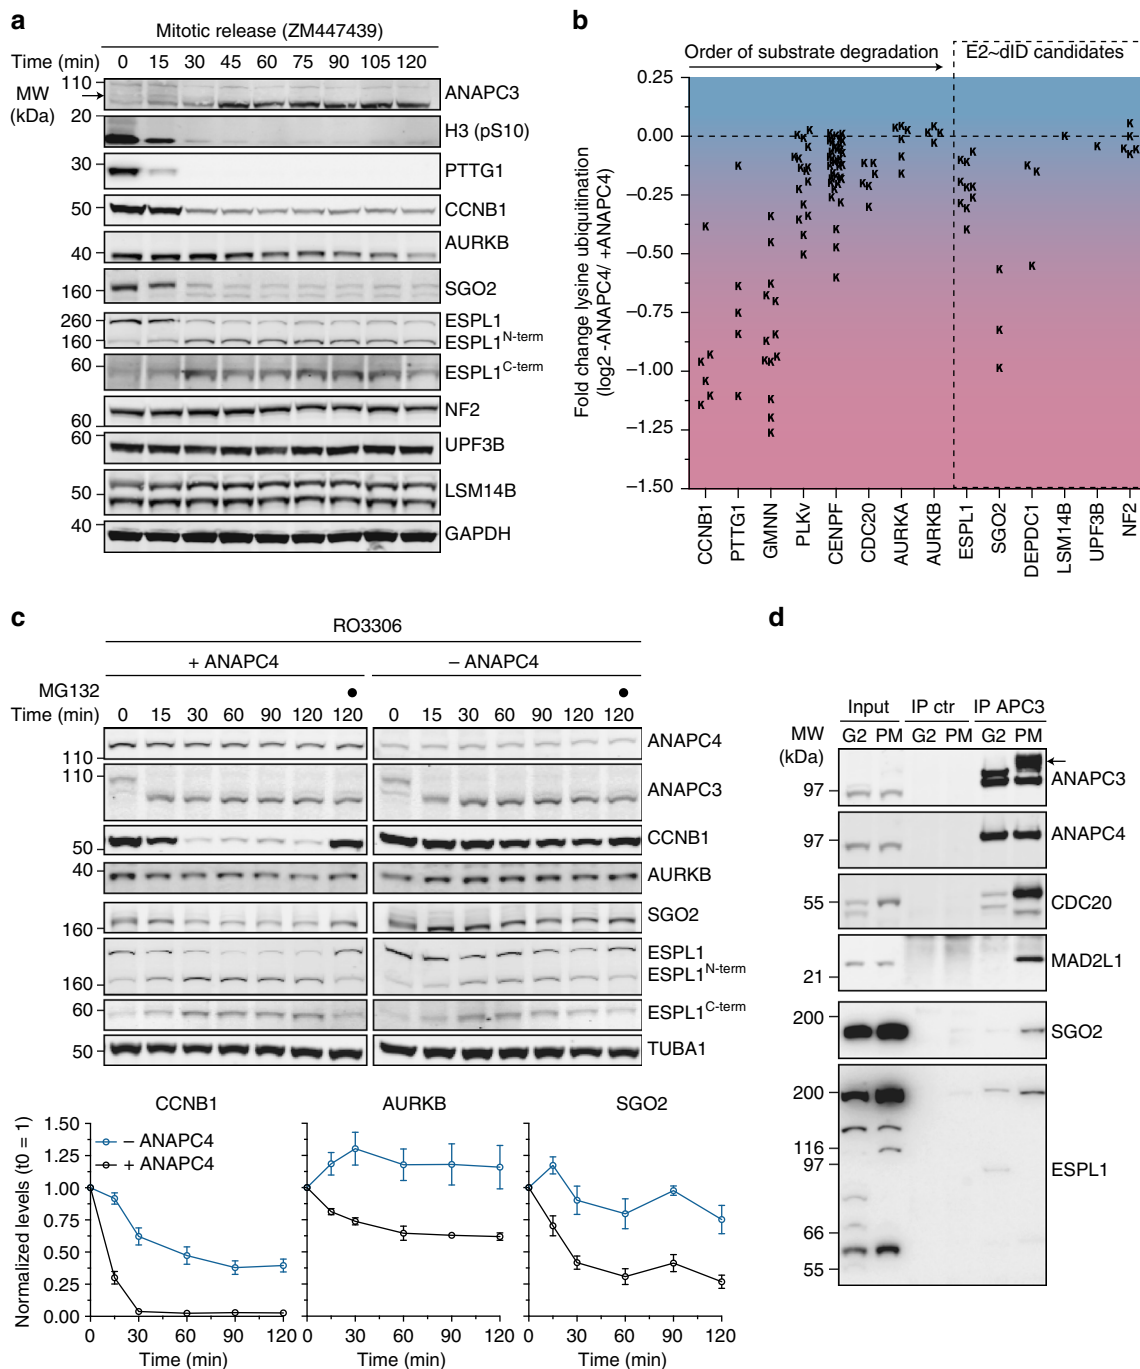 a
Mitotic release (ZM447439)
Time (min) 0 15 30 45 60 75 90 105 120
MW
(kDa)
110
ANAPC3
20
H3 (pS10)
30
PTTG1
50
CCNB1
AURKB
40
160
SGO2
260
ESPL1
160
ESPL1N-term
60
ESPL1C-term
60
NF2
60
UPF3B
50
LSM14B
40
GAPDH
b
Order of substrate degradation
E2~dID candidates
Fold change lysine ubiquitination
(log2 -ANAPC4/ +ANAPC4)
0.25
0.00
−0.25
−0.50
−0.75
−1.00
−1.25
−1.50
K
CCNB1 PTTG1 GMNN PLKv CENPF CDC20 AURKA AURKB ESPL1 SGO2 DEPDC1 LSM14B UPF3B NF2
c
RO3306
+ ANAPC4
− ANAPC4
MG132
Time (min) 0 15 30 60 90 120 120 0 15 30 60 90 120 120
110
ANAPC4
110
ANAPC3
50
CCNB1
40
AURKB
160
SGO2
ESPL1
160
ESPL1N-term
60
ESPL1C-term
50
TUBA1
CCNB1
AURKB
SGO2
Normalized levels (t0 = 1)
1.50
1.25
1.00
0.75
0.50
0.25
0.00
− ANAPC4
+ ANAPC4
0 30 60 90 120
0 30 60 90 120
0 30 60 90 120
Time (min)
Time (min)
Time (min)
d
Input IP ctr IP APC3
MW
(kDa)
G2 PM G2 PM G2 PM
97
ANAPC3
97
ANAPC4
55
CDC20
21
MAD2L1
200
SGO2
200
116
97
66
55
ESPL1